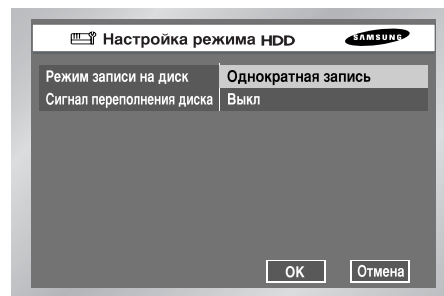 Настройка режима HDD
SAMSUNG
Режим записи на диск Однократная запись
Сигнал переполнения диска Выкл
OK Отмена